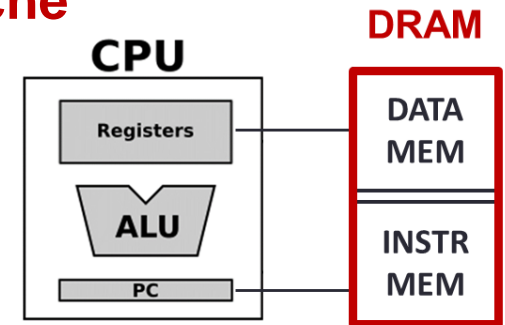 CPU
DRAM
Registers
ALU
PC
DATA
MEM
INSTR
MEM